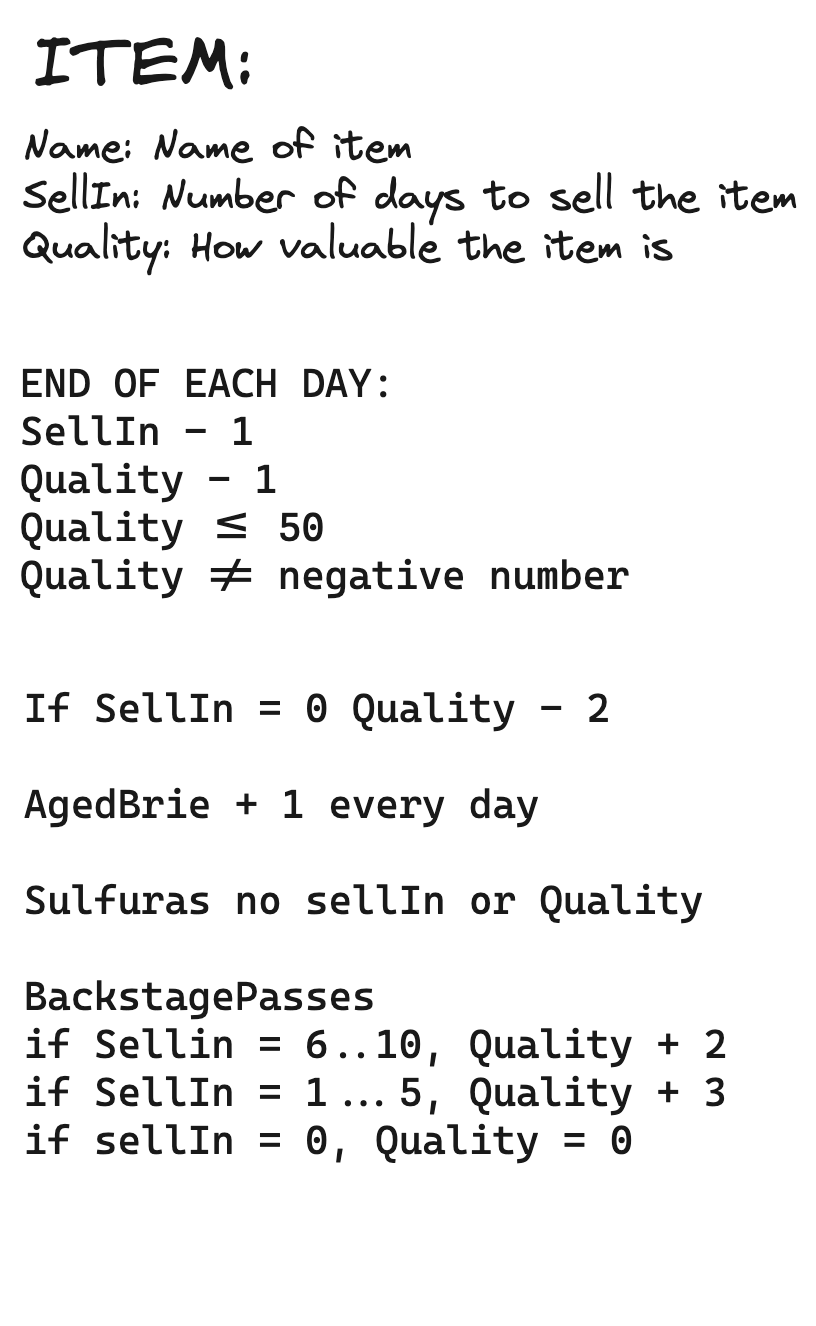 ITEM:
Name: Name of item
SellIn: Number of days to sell the item
Quality: How valuable the item is
END OF EACH DAY:
SellIn - 1
Quality - 1
Quality ≤ 50
Quality ≠ negative number
If SellIn = 0 Quality - 2
AgedBrie + 1 every day
Sulfuras no sellIn or Quality
BackstagePasses
if Sellin = 6..10, Quality + 2
if SellIn = 1...5, Quality + 3
if sellIn = 0, Quality = 0